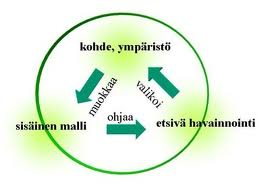 kohde, ympäristö
muokkaa
valikoi
ohjaa
sisäinen malli
etsivä havainnointi